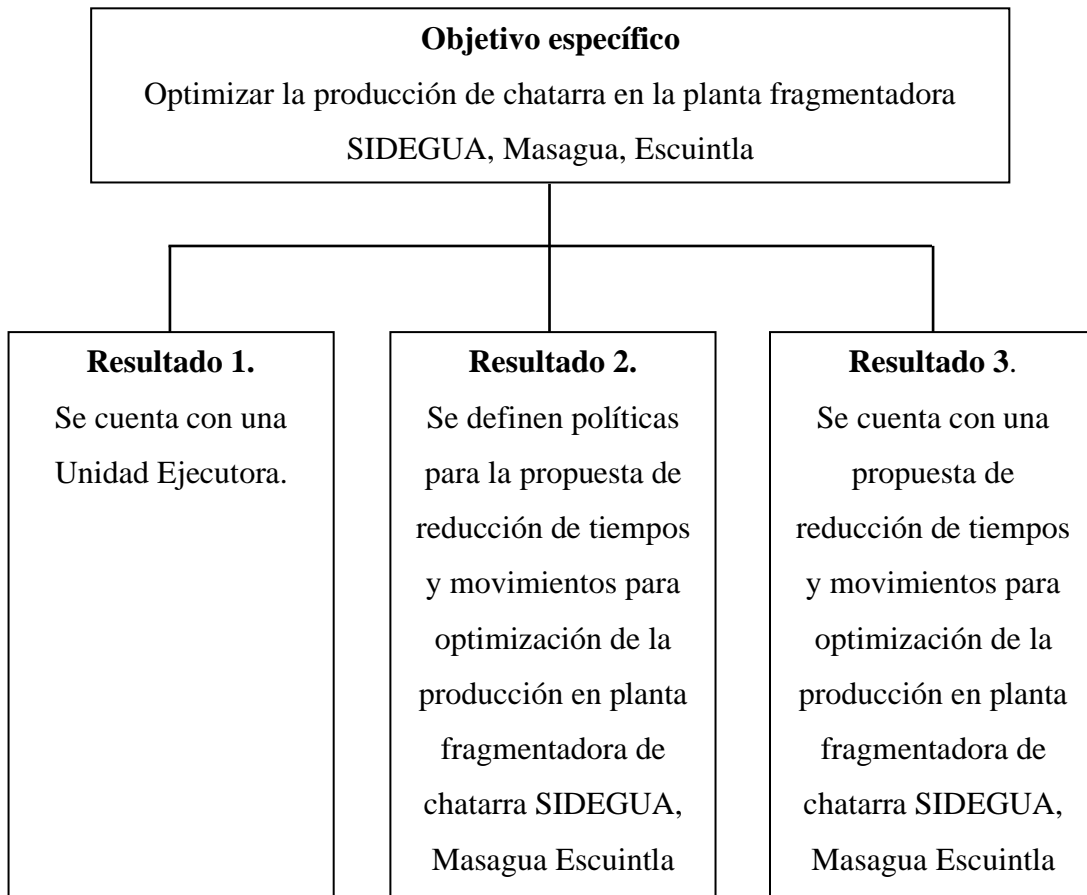 Objetivo específico
Optimizar la producción de chatarra en la planta fragmentadora
SIDEGUA, Masagua, Escuintla
Resultado 1.
Se cuenta con una
Unidad Ejecutora.
Resultado 2.
Se definen políticas
para la propuesta de
reducción de tiempos
y movimientos para
optimización de la
producción en planta
fragmentadora de
chatarra SIDEGUA,
Masagua Escuintla
Resultado 3.
Se cuenta con una
propuesta de
reducción de tiempos
y movimientos para
optimización de la
producción en planta
fragmentadora de
chatarra SIDEGUA,
Masagua Escuintla